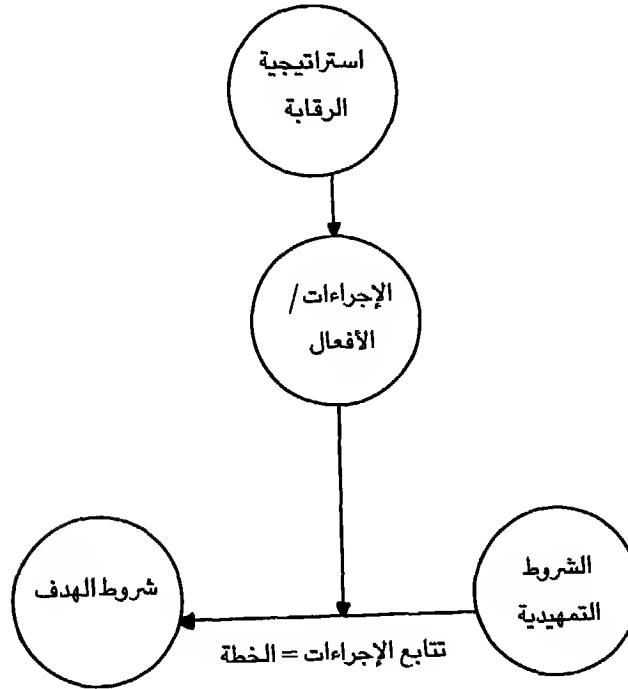 استراتيجية
الرقابة
الإجراءات /
الأفعال
الشروط
التمهيدية
شروط الهدف
تتابع الإجراءات = الخطة